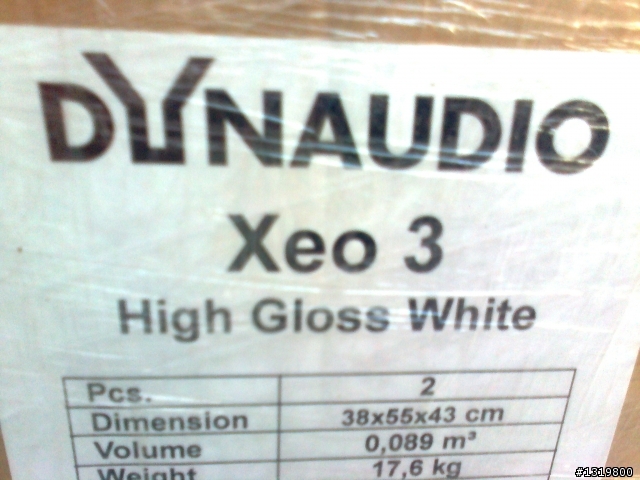 DYNAUDIO
Xeo 3
High Gloss White
Pcs. 2
Dimension 38x55x43 cm
Volume 0,089 m³
Weight 17,6 kg
#1319800